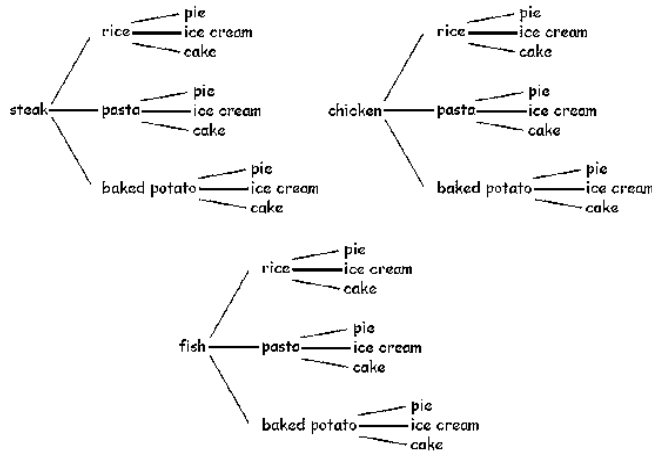 pie
rice ice cream
cake
pie
steak pasta ice cream
cake
pie
baked potato ice cream
cake
pie
rice ice cream
cake
pie
chicken pasta ice cream
cake
pie
baked potato ice cream
cake
pie
rice ice cream
cake
pie
fish pasta ice cream
cake
pie
baked potato ice cream
cake